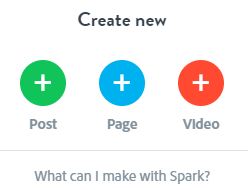 Create new
Post Page Video
What can I make with Spark?